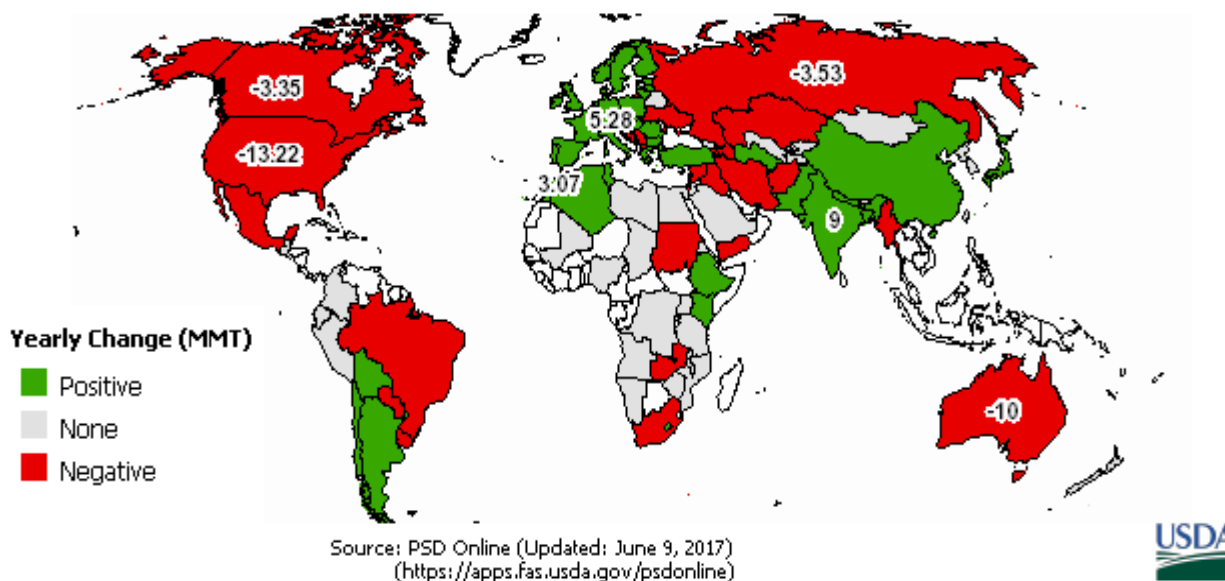 -3.35
-3.53
5.28
-13.22
3.07
9
-10
Yearly Change (MMT)
Positive
None
Negative
Source: PSD Online (Updated: June 9, 2017)
(https://apps.fas.usda.gov/psdonline)
USDA